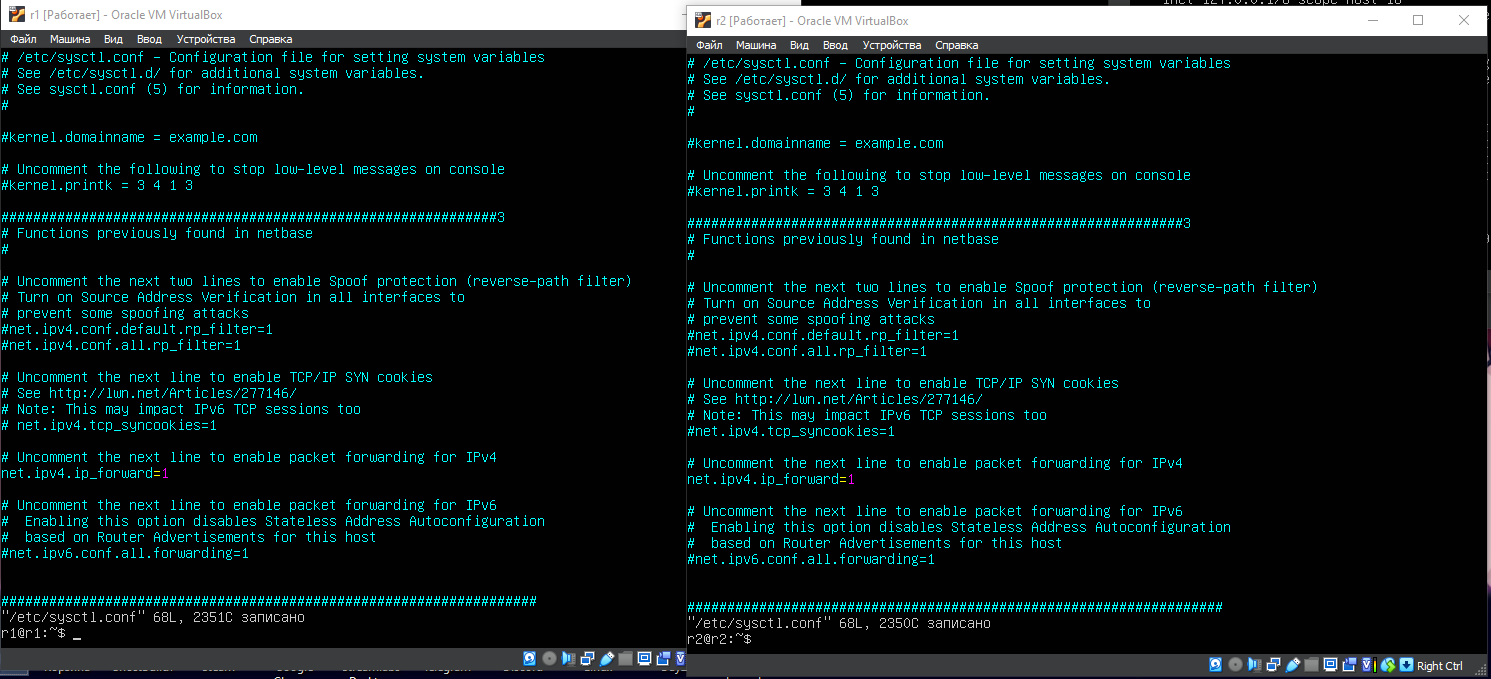 r1 [Работает] - Oracle VM VirtualBox
Файл Машина Вид Ввод Устройства Справка
# /etc/sysctl.conf - Configuration file for setting system variables
# See /etc/sysctl.d/ for additional system variables.
# See sysctl.conf (5) for information.
#
#kernel.domainname = example.com
# Uncomment the following to stop low-level messages on console
#kernel.printk = 3 4 1 3
##############################################################3
# Functions previously found in netbase
#
# Uncomment the next two lines to enable Spoof protection (reverse-path filter)
# Turn on Source Address Verification in all interfaces to
# prevent some spoofing attacks
#net.ipv4.conf.default.rp_filter=1
#net.ipv4.conf.all.rp_filter=1
# Uncomment the next line to enable TCP/IP SYN cookies
# See http://lwn.net/Articles/277146/
# Note: This may impact IPv6 TCP sessions too
# net.ipv4.tcp_syncookies=1
# Uncomment the next line to enable packet forwarding for IPv4
net.ipv4.ip_forward=1
# Uncomment the next line to enable packet forwarding for IPv6
#  Enabling this option disables Stateless Address Autoconfiguration
#  based on Router Advertisements for this host
#net.ipv6.conf.all.forwarding=1
###################################################################
"/etc/sysctl.conf" 68L, 2351C записано
r1@r1:~$ _
r2 [Работает] - Oracle VM VirtualBox
Файл Машина Вид Ввод Устройства Справка
# /etc/sysctl.conf - Configuration file for setting system variables
# See /etc/sysctl.d/ for additional system variables.
# See sysctl.conf (5) for information.
#
#kernel.domainname = example.com
# Uncomment the following to stop low-level messages on console
#kernel.printk = 3 4 1 3
##############################################################3
# Functions previously found in netbase
#
# Uncomment the next two lines to enable Spoof protection (reverse-path filter)
# Turn on Source Address Verification in all interfaces to
# prevent some spoofing attacks
#net.ipv4.conf.default.rp_filter=1
#net.ipv4.conf.all.rp_filter=1
# Uncomment the next line to enable TCP/IP SYN cookies
# See http://lwn.net/Articles/277146/
# Note: This may impact IPv6 TCP sessions too
#net.ipv4.tcp_syncookies=1
# Uncomment the next line to enable packet forwarding for IPv4
net.ipv4.ip_forward=1
# Uncomment the next line to enable packet forwarding for IPv6
#  Enabling this option disables Stateless Address Autoconfiguration
#  based on Router Advertisements for this host
#net.ipv6.conf.all.forwarding=1
###################################################################
"/etc/sysctl.conf" 68L, 2350C записано
r2@r2:~$
Right Ctrl